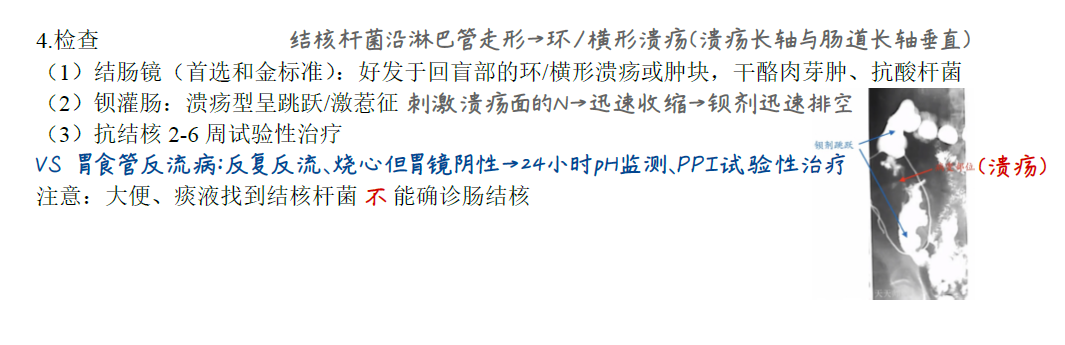 4.检查 结核杆菌沿淋巴管走形→环/横形溃疡(溃疡长轴与肠道长轴垂直)
（1）结肠镜（首选和金标准）：好发于回盲部的环/横形溃疡或肿块，干酪肉芽肿、抗酸杆菌
（2）钡灌肠：溃疡型呈跳跃/激惹征 刺激溃疡面的N→迅速收缩→钡剂迅速排空
（3）抗结核 2-6 周试验性治疗
钡剂跳跃
VS 胃食管反流病:反复反流、烧心但胃镜阴性→24小时pH监测、PPI试验性治疗
(溃疡)
注意：大便、痰液找到结核杆菌 不 能确诊肠结核